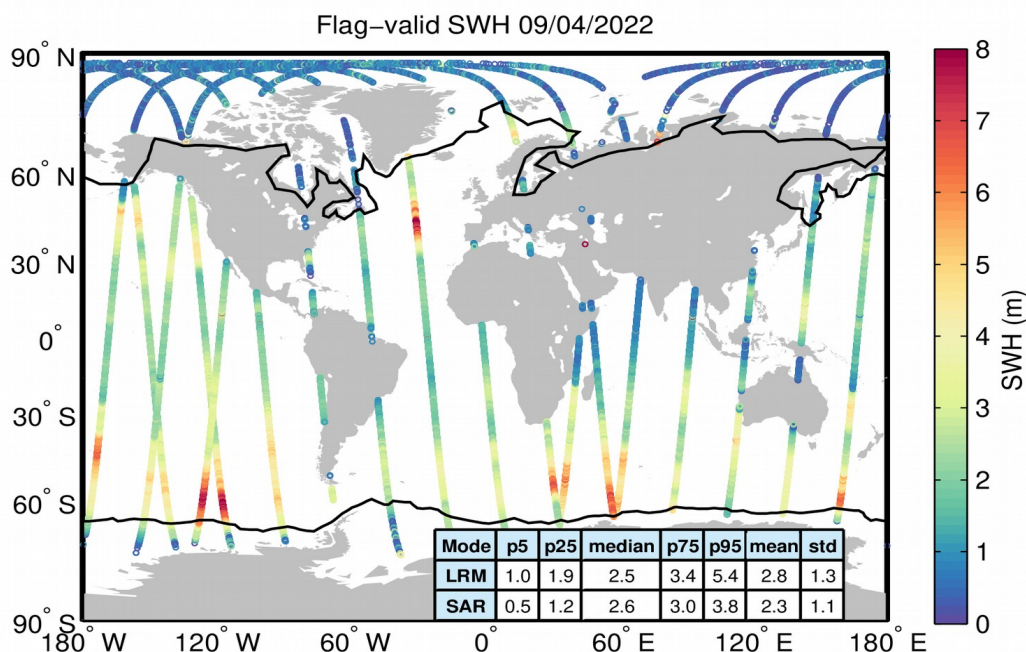 Flag−valid SWH 09/04/2022
90° N
60° N
30° N
0°
30° S
60° S
90° S
180° W
120° W
60° W
0°
60° E
120° E
180° E
8
7
6
5
4
3
2
1
0
SWH (m)
Mode p5 p25 median p75 p95 mean std
LRM 1.0 1.9 2.5 3.4 5.4 2.8 1.3
SAR 0.5 1.2 2.6 3.0 3.8 2.3 1.1